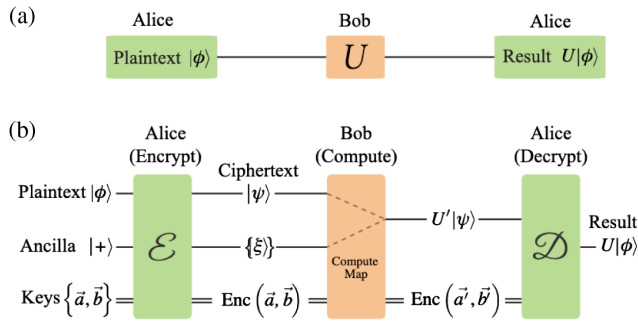 (a)
Alice
Bob
Alice
Plaintext |ϕ⟩
U
Result U|ϕ⟩
(b)
Alice
(Encrypt)
Bob
(Compute)
Alice
(Decrypt)
Ciphertext
Plaintext |ϕ⟩
|ψ⟩
U′|ψ⟩
Result
U|ϕ⟩
Ancilla |+⟩
ℰ
{|ξ⟩}
Compute
Map
𝒟
Keys {a⃗, b⃗}
Enc (a⃗, b⃗)
Enc (a⃗′, b⃗′)